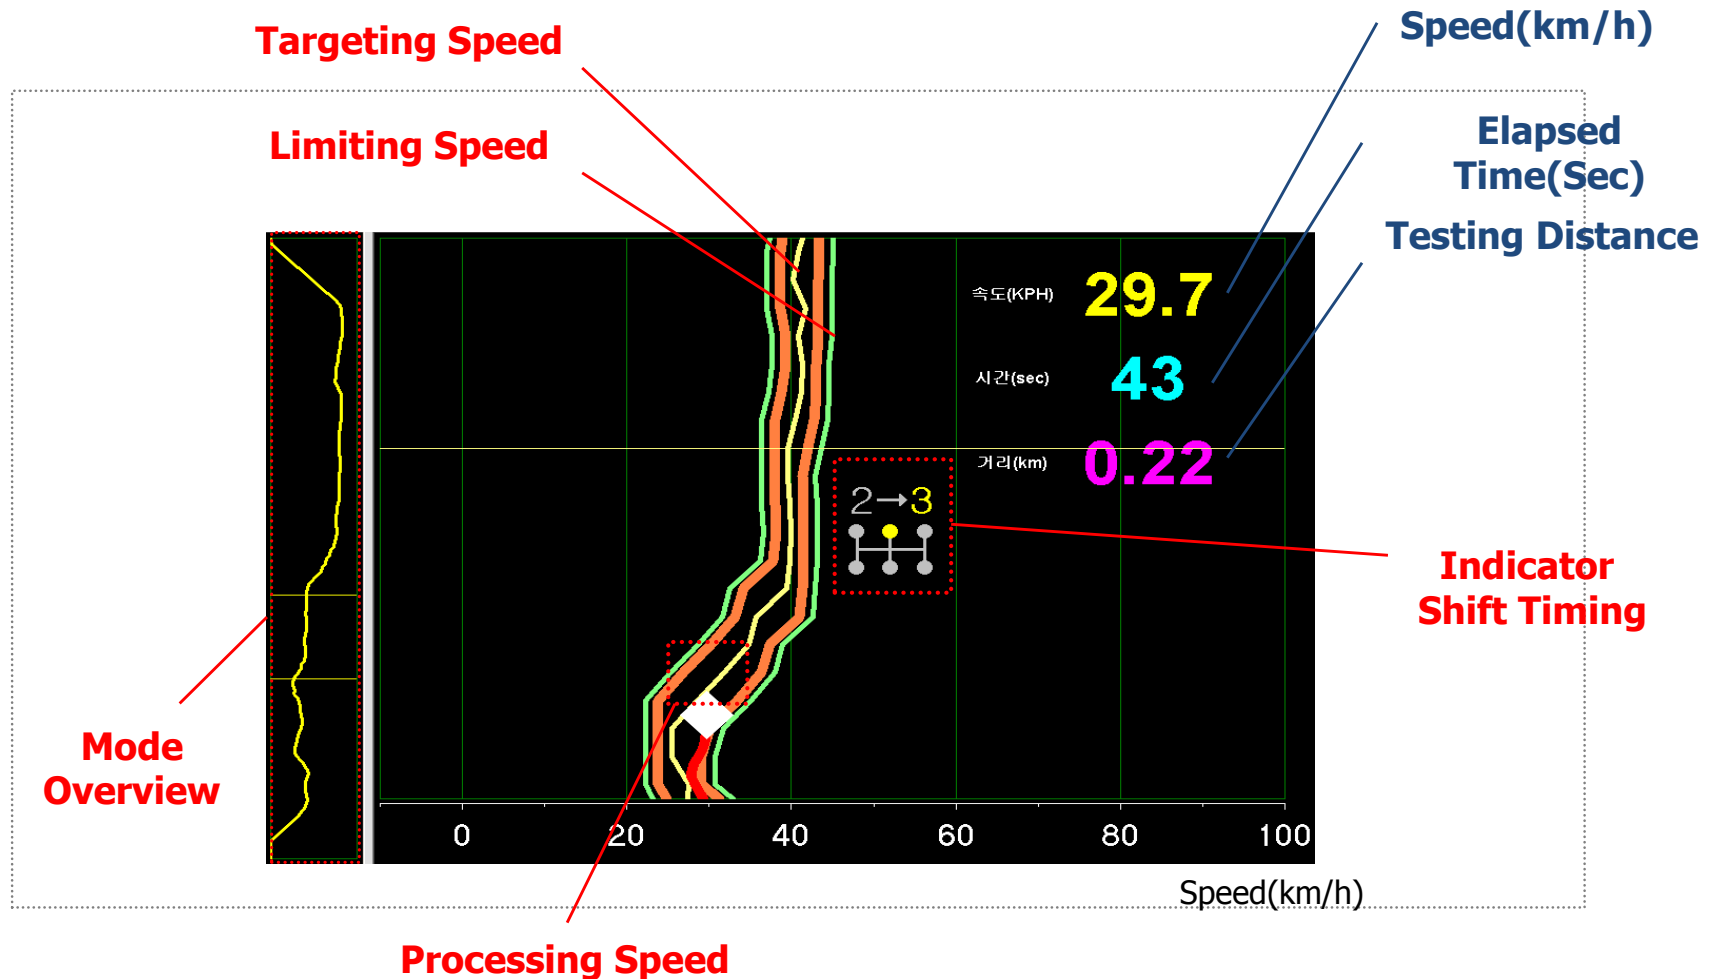 Speed(km/h)
Targeting Speed
Elapsed
Time(Sec)
Limiting Speed
Testing Distance
속도(KPH) 29.7
시간(sec) 43
거리(km) 0.22
2→3
Indicator
Shift Timing
Mode
Overview
0 20 40 60 80 100
Speed(km/h)
Processing Speed